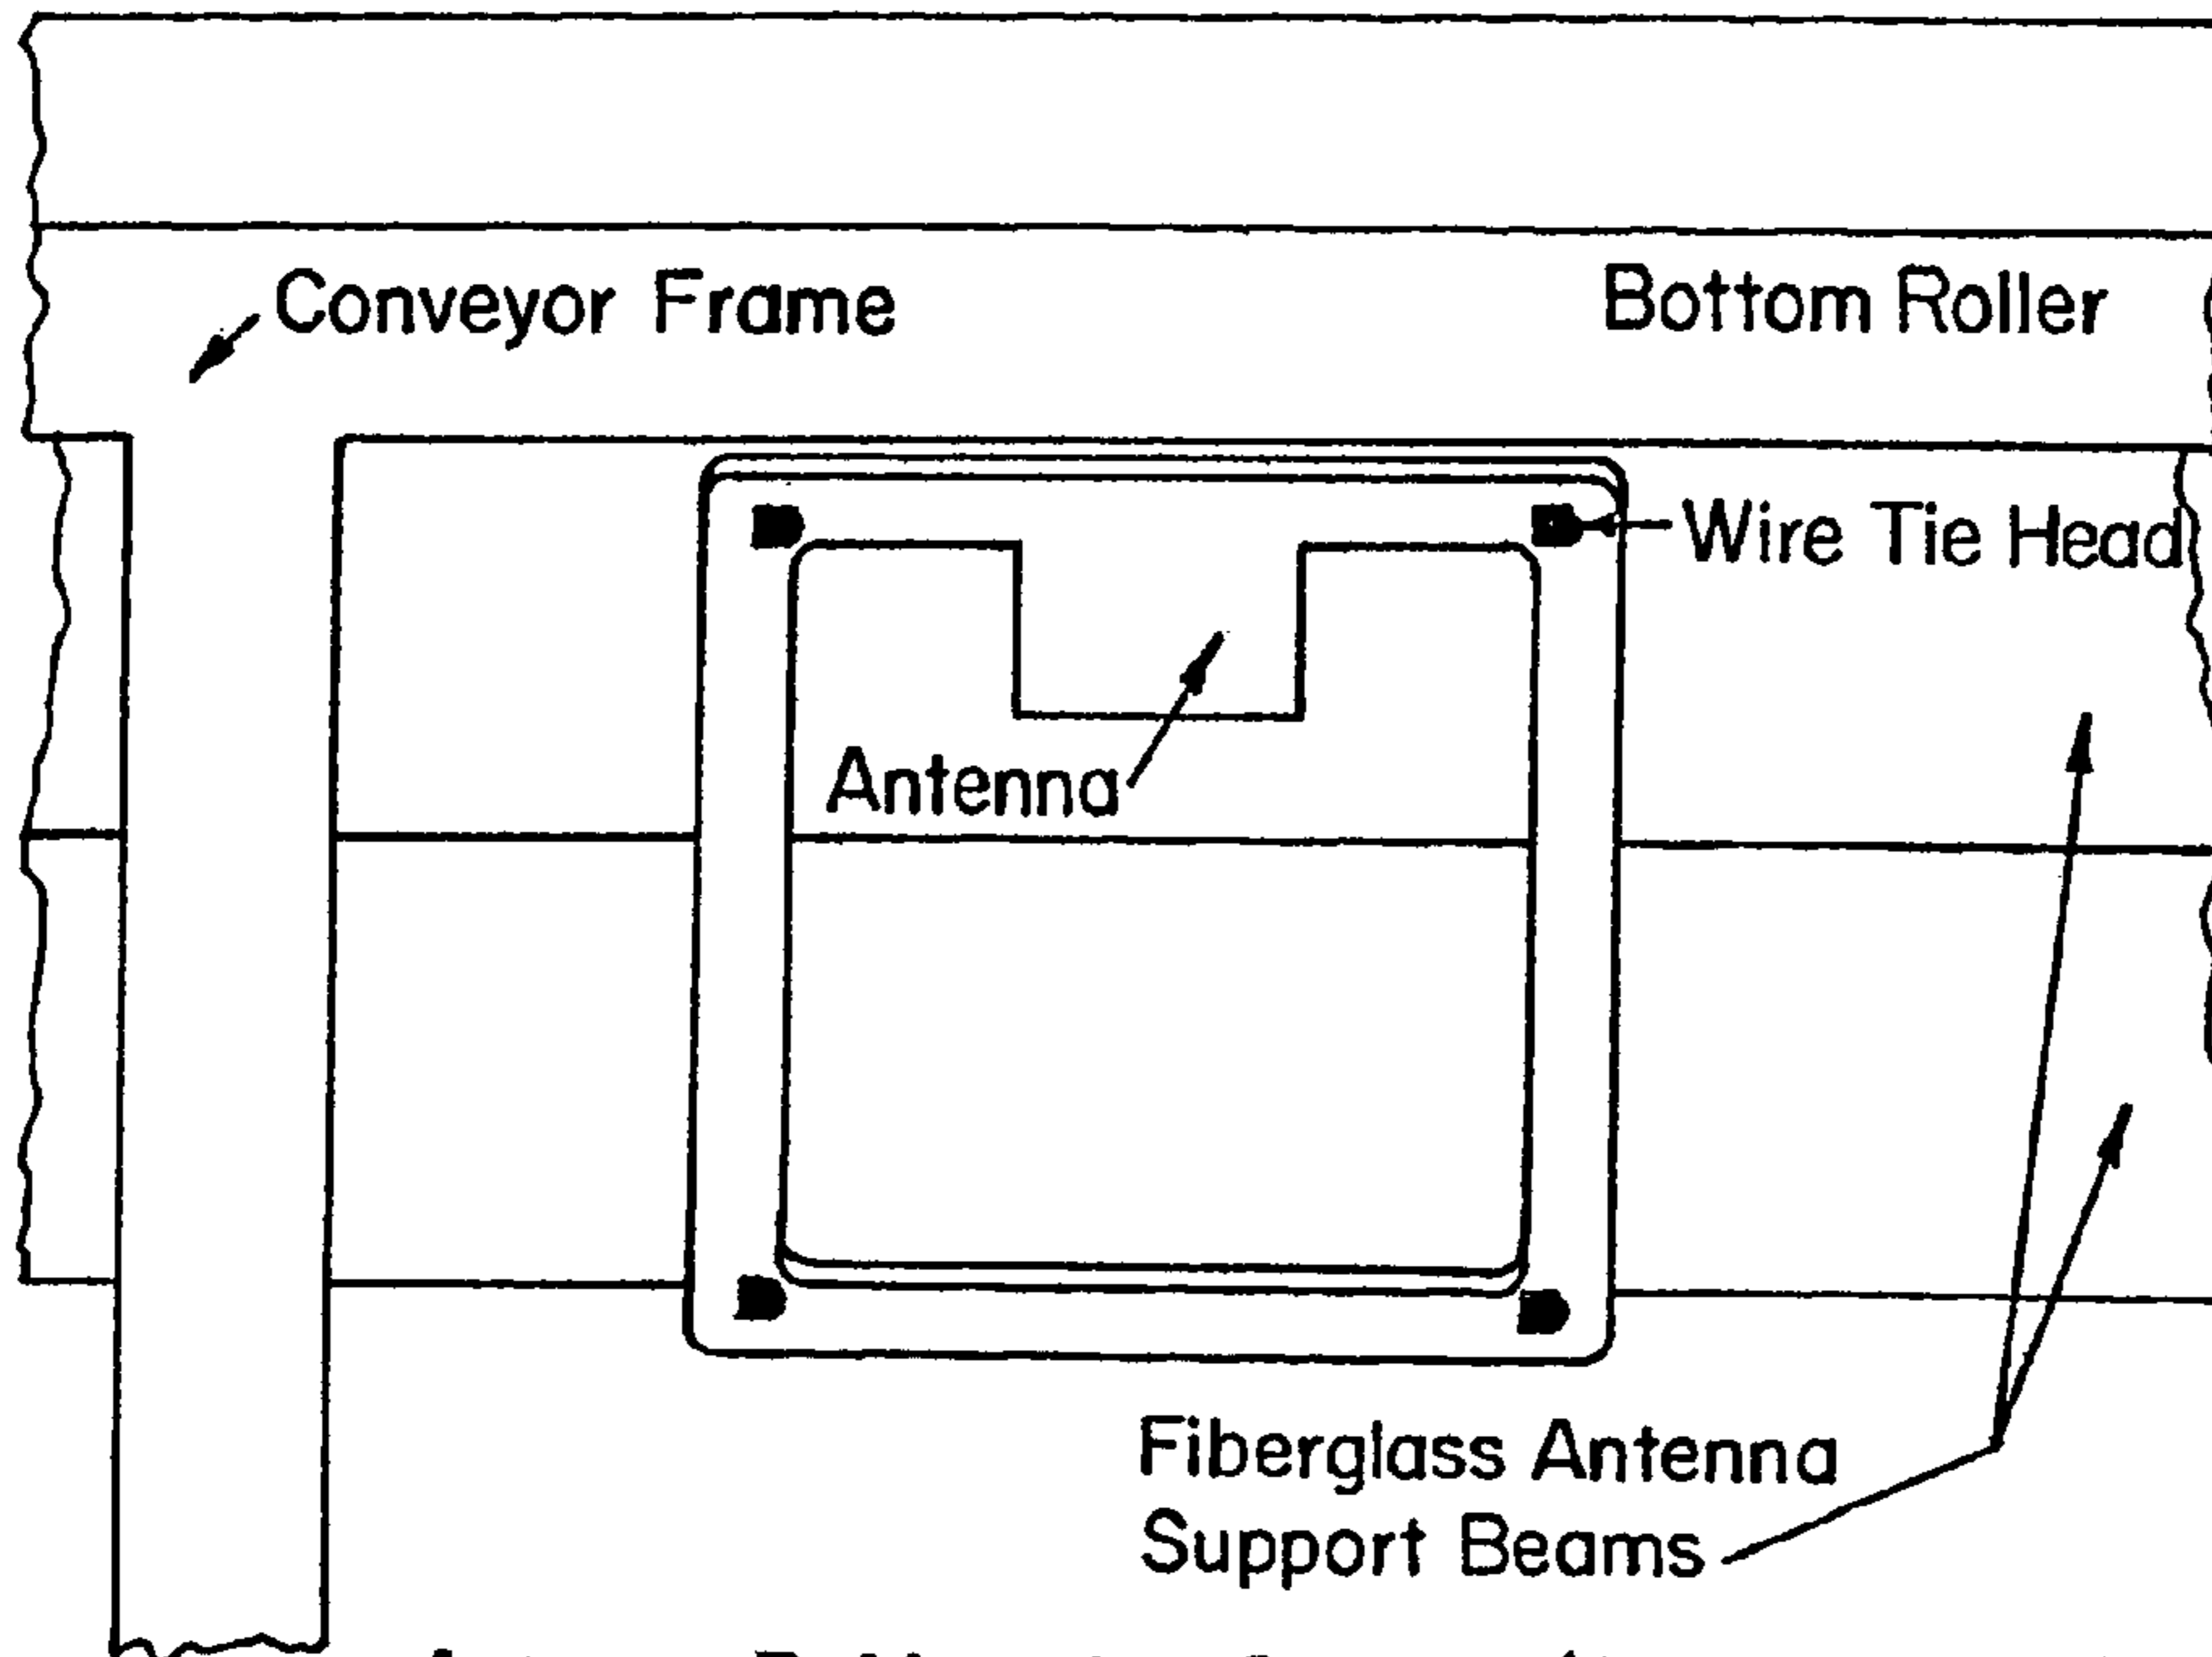 Conveyor Frame
Bottom Roller
Wire Tie Head
Antenna
Fiberglass Antenna
Support Beams